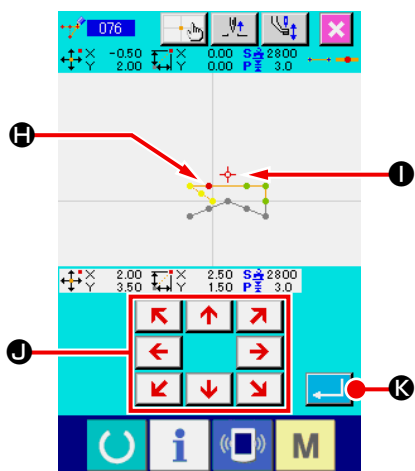 076
X -0.50 X 0.00 S 2800
Y 2.00 Y 0.00 P 3.0
H
I
X 2.00 X 2.50 S 2800
Y 3.50 Y 1.50 P 3.0
J
K
i M